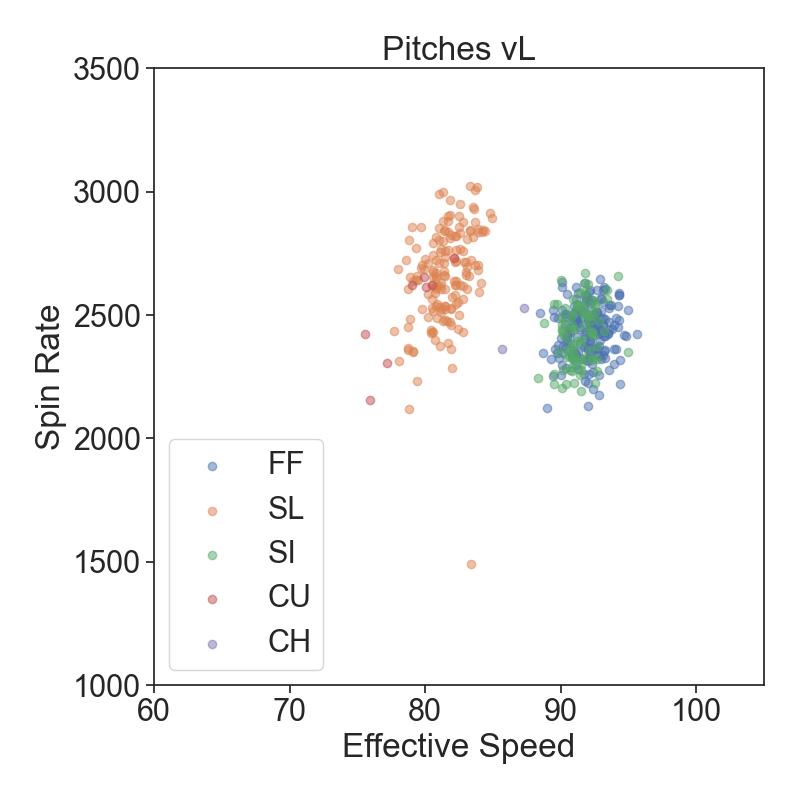 Pitches vL
3500
3000
2500
2000
1500
1000
Spin Rate
FF
SL
SI
CU
CH
60 70 80 90 100
Effective Speed